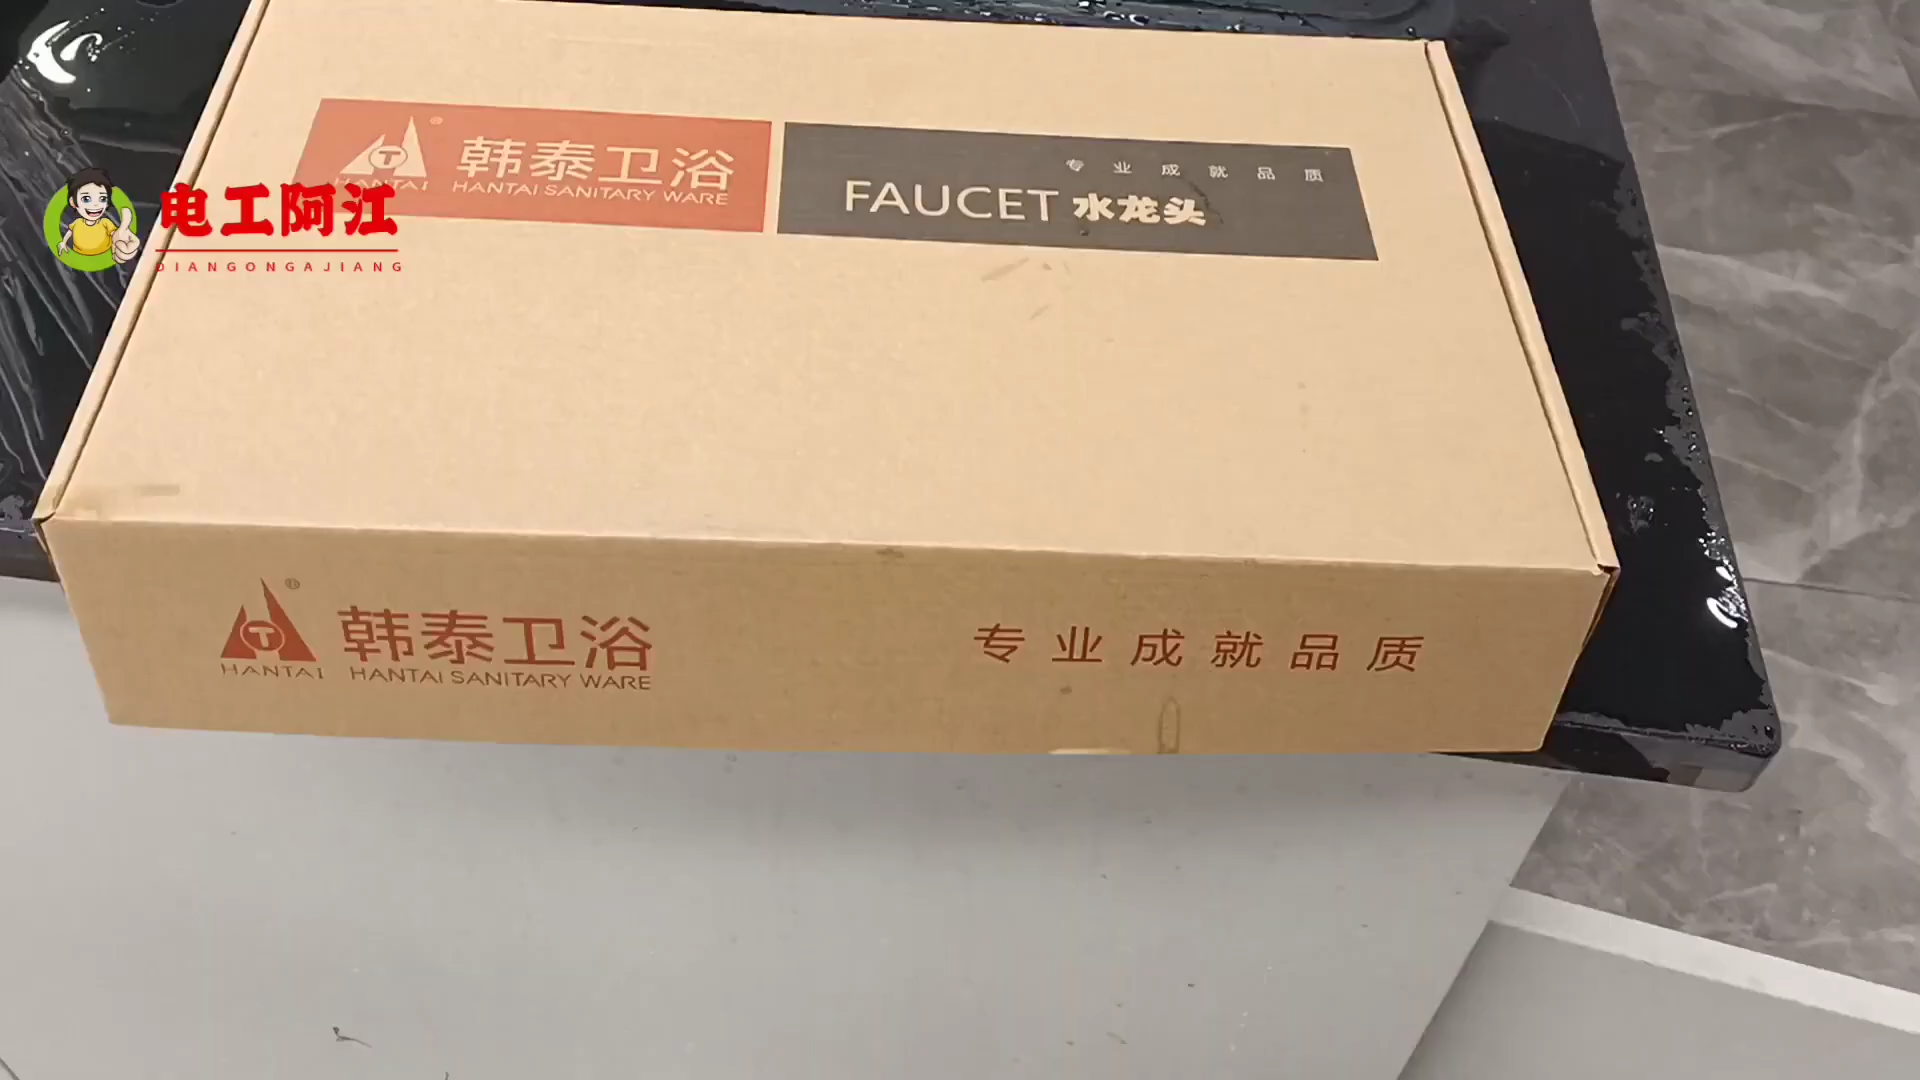 韩泰卫浴
HANTAI
HANTAI SANITARY WARE
专业成就品质
FAUCET 水龙头
电工阿江
DIANGONGAJIANG
韩泰卫浴
HANTAI
HANTAI SANITARY WARE
专业成就品质